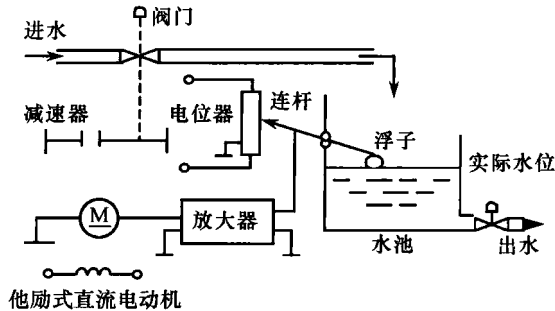 阀门
进水
减速器
电位器
连杆
浮子
实际水位
M
放大器
水池
出水
他励式直流电动机